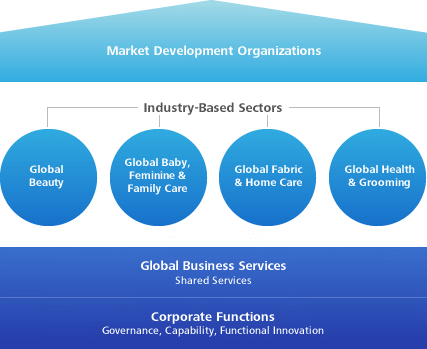 Market Development Organizations
Industry-Based Sectors
Global
Beauty
Global Baby,
Feminine &
Family Care
Global Fabric
& Home Care
Global Health
& Grooming
Global Business Services
Shared Services
Corporate Functions
Governance, Capability, Functional Innovation